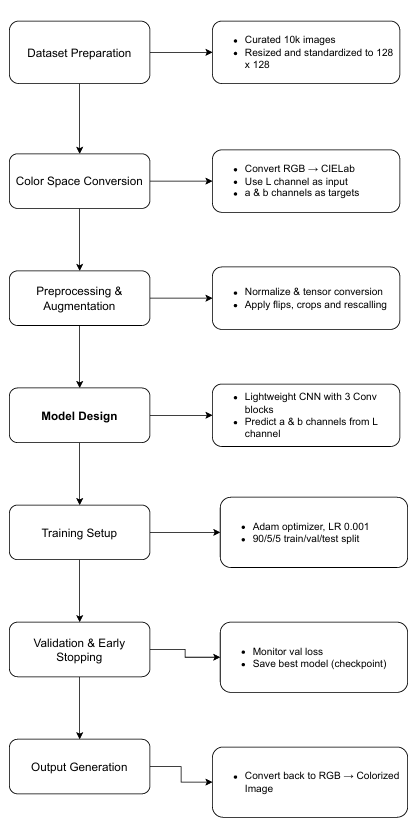 Dataset Preparation
• Curated 10k images
• Resized and standardized to 128
x 128
Color Space Conversion
• Convert RGB → CIELab
• Use L channel as input
• a & b channels as targets
Preprocessing &
Augmentation
• Normalize & tensor conversion
• Apply flips, crops and rescalling
Model Design
• Lightweight CNN with 3 Conv
blocks
• Predict a & b channels from L
channel
Training Setup
• Adam optimizer, LR 0.001
• 90/5/5 train/val/test split
Validation & Early
Stopping
• Monitor val loss
• Save best model (checkpoint)
Output Generation
• Convert back to RGB → Colorized
Image